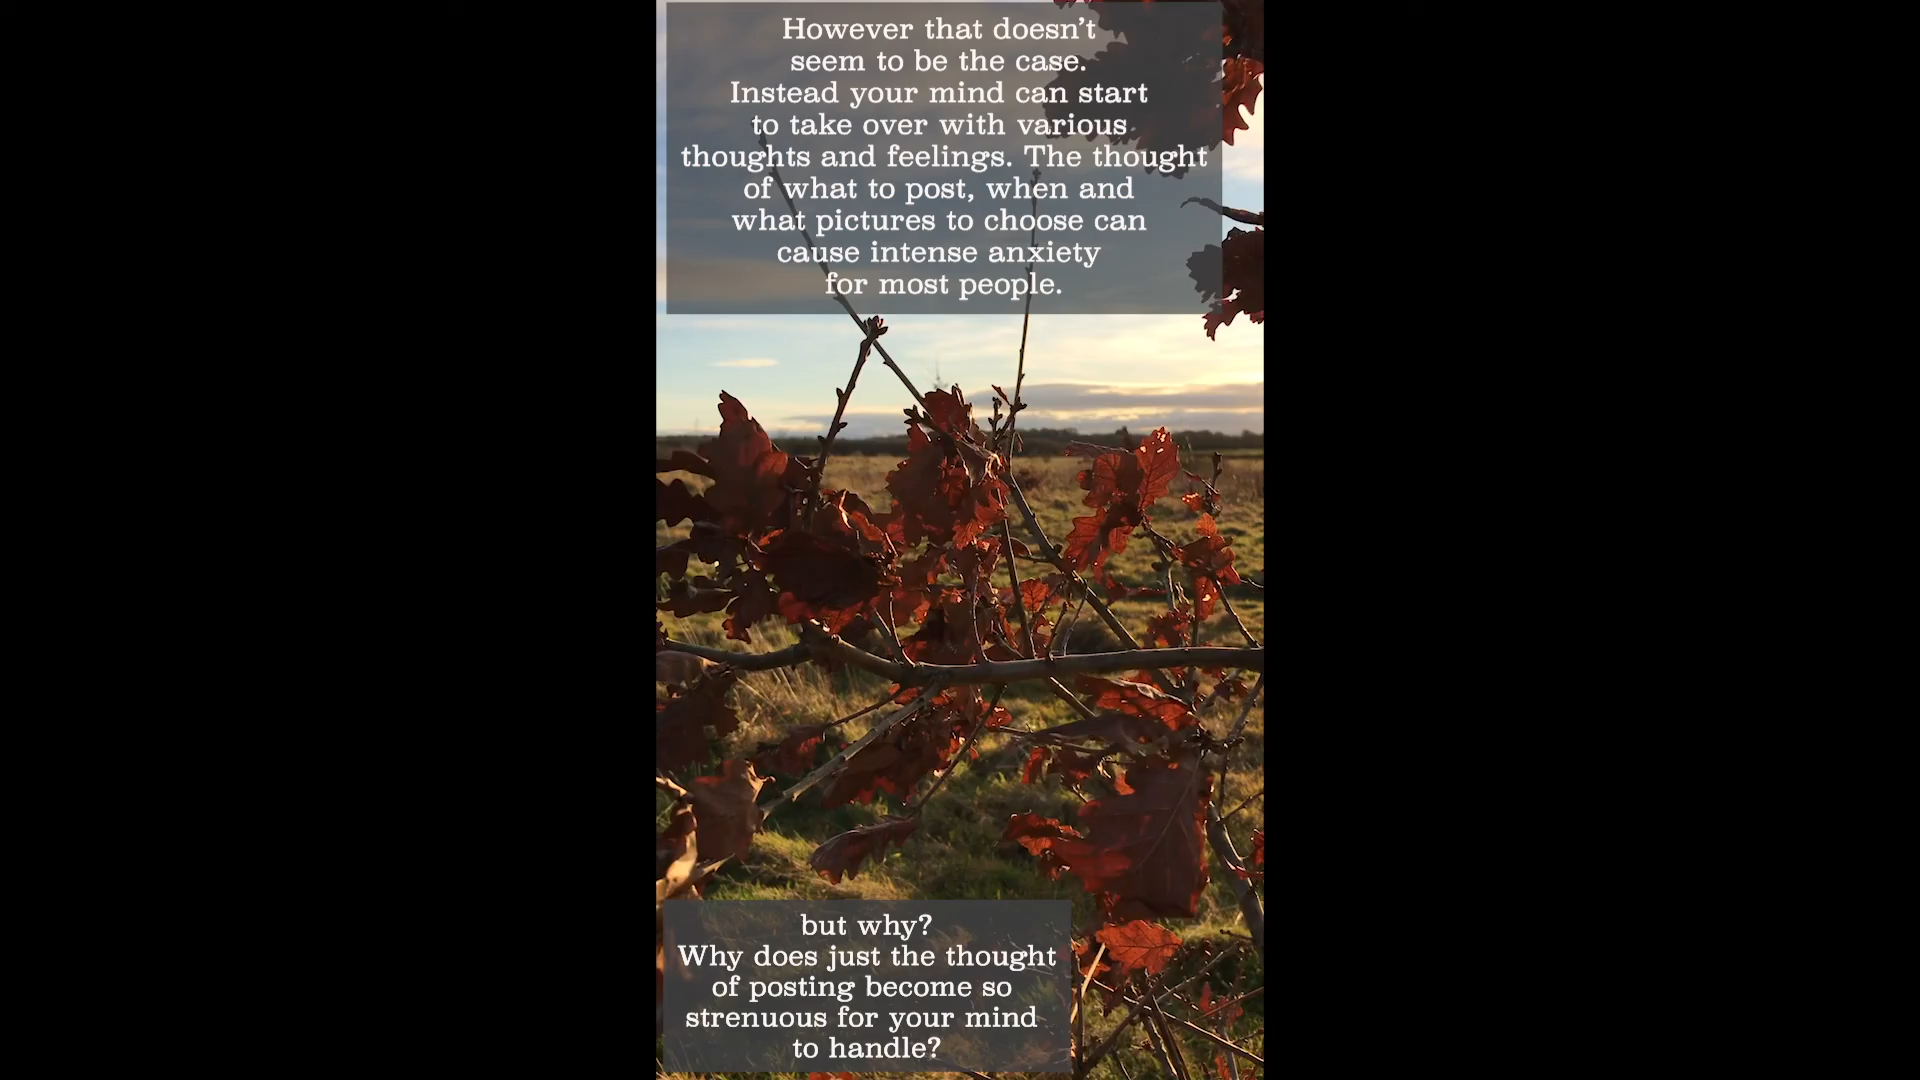 However that doesn't
seem to be the case.
Instead your mind can start
to take over with various
thoughts and feelings. The thought
of what to post, when and
what pictures to choose can
cause intense anxiety
for most people.
but why?
Why does just the thought
of posting become so
strenuous for your mind
to handle?